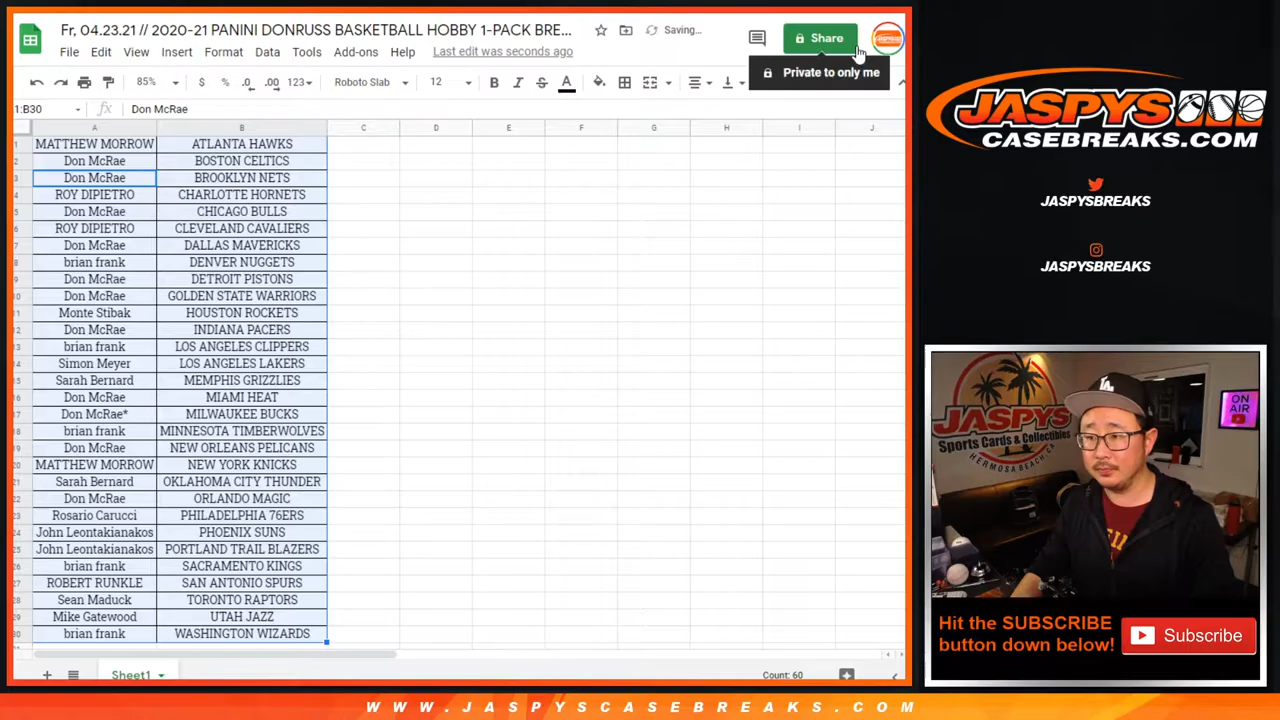 Fr, 04.23.21 // 2020-21 PANINI DONRUSS BASKETBALL HOBBY 1-PACK BRE...
Saving...
Share
File Edit View Insert Format Data Tools Add-ons Help Last edit was seconds ago
Private to only me
85% $ % .0 .00 123 Roboto Slab 12 B I S A
1:B30 fx Don McRae
A B C D E F G H I J
1 MATTHEW MORROW ATLANTA HAWKS
2 Don McRae BOSTON CELTICS
3 Don McRae BROOKLYN NETS
4 ROY DIPIETRO CHARLOTTE HORNETS
5 Don McRae CHICAGO BULLS
6 ROY DIPIETRO CLEVELAND CAVALIERS
7 Don McRae DALLAS MAVERICKS
8 brian frank DENVER NUGGETS
9 Don McRae DETROIT PISTONS
10 Don McRae GOLDEN STATE WARRIORS
11 Monte Stibak HOUSTON ROCKETS
12 Don McRae INDIANA PACERS
13 brian frank LOS ANGELES CLIPPERS
14 Simon Meyer LOS ANGELES LAKERS
15 Sarah Bernard MEMPHIS GRIZZLIES
16 Don McRae MIAMI HEAT
17 Don McRae* MILWAUKEE BUCKS
18 brian frank MINNESOTA TIMBERWOLVES
19 Don McRae NEW ORLEANS PELICANS
20 MATTHEW MORROW NEW YORK KNICKS
21 Sarah Bernard OKLAHOMA CITY THUNDER
22 Don McRae ORLANDO MAGIC
23 Rosario Carucci PHILADELPHIA 76ERS
24 John Leontakianakos PHOENIX SUNS
25 John Leontakianakos PORTLAND TRAIL BLAZERS
26 brian frank SACRAMENTO KINGS
27 ROBERT RUNKLE SAN ANTONIO SPURS
28 Sean Maduck TORONTO RAPTORS
29 Mike Gatewood UTAH JAZZ
30 brian frank WASHINGTON WIZARDS
Sheet1
Count: 60
JASPYS
CASEBREAKS.COM
JASPYSBREAKS
JASPYSBREAKS
JASPYS
Sports Cards & Collectibles
HERMOSA BEACH, CA
LA
ON
AIR
Hit the SUBSCRIBE
button down below!
Subscribe
WWW.JASPYSCASEBREAKS.COM